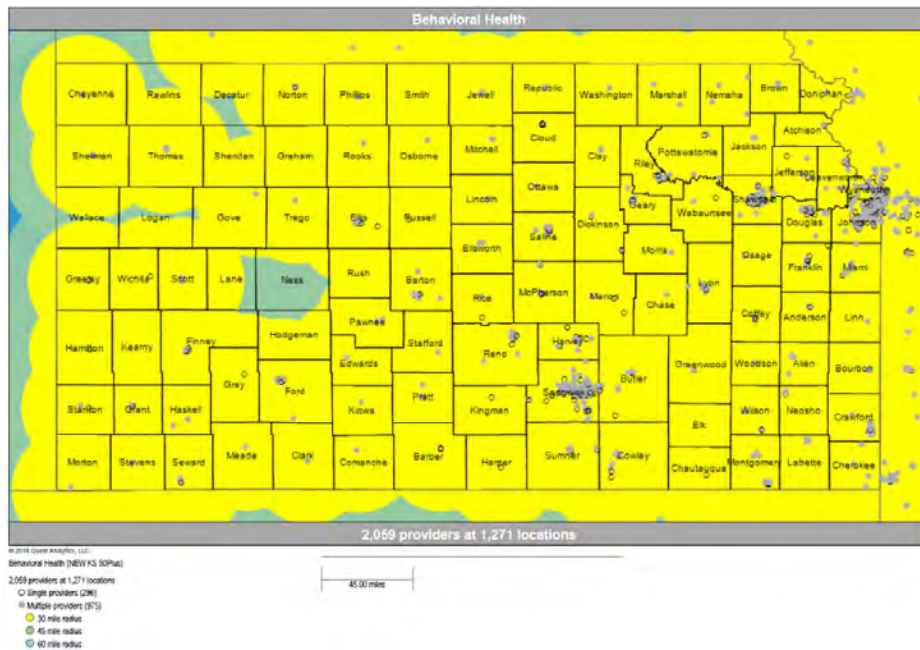 Behavioral Health
Cheyenne Rawlins Decatur Norton Phillips Smith Jewell Republic Washington Marshall Nemaha Brown Doniphan
Atchison
Cloud
Sherman Thomas Sheridan Graham Rooks Osborne Mitchell Clay Riley Pottawatomie Jackson Jefferson Leavenworth
Wyandotte
Ottawa
Lincoln
Wallace Logan Gove Trego Ellis Russell Geary Wabaunsee Shawnee Douglas Johnson
Saline Dickinson
Ellsworth Morris Osage
Greeley Wichita Scott Lane Ness Rush Barton Franklin Miami
Lyon
Rice McPherson Marion Chase
Pawnee Coffey Anderson Linn
Hodgeman Stafford
Hamilton Kearny Finney Reno Harvey
Edwards Greenwood Woodson Allen Bourbon
Gray Ford Butler
Stanton Grant Haskell Kiowa Pratt Kingman Sedgwick Wilson Neosho Crawford
Elk
Morton Stevens Seward Meade Clark Comanche Barber Harper Sumner Cowley Chautauqua Montgomery Labette Cherokee
2,059 providers at 1,271 locations
© 2018 Quest Analytics, LLC.
Behavioral Health (NEW KS 50Plus)
2,059 providers at 1,271 locations
Single providers (296)
Multiple providers (975)
30 mile radius
45 mile radius
60 mile radius
45.00 miles